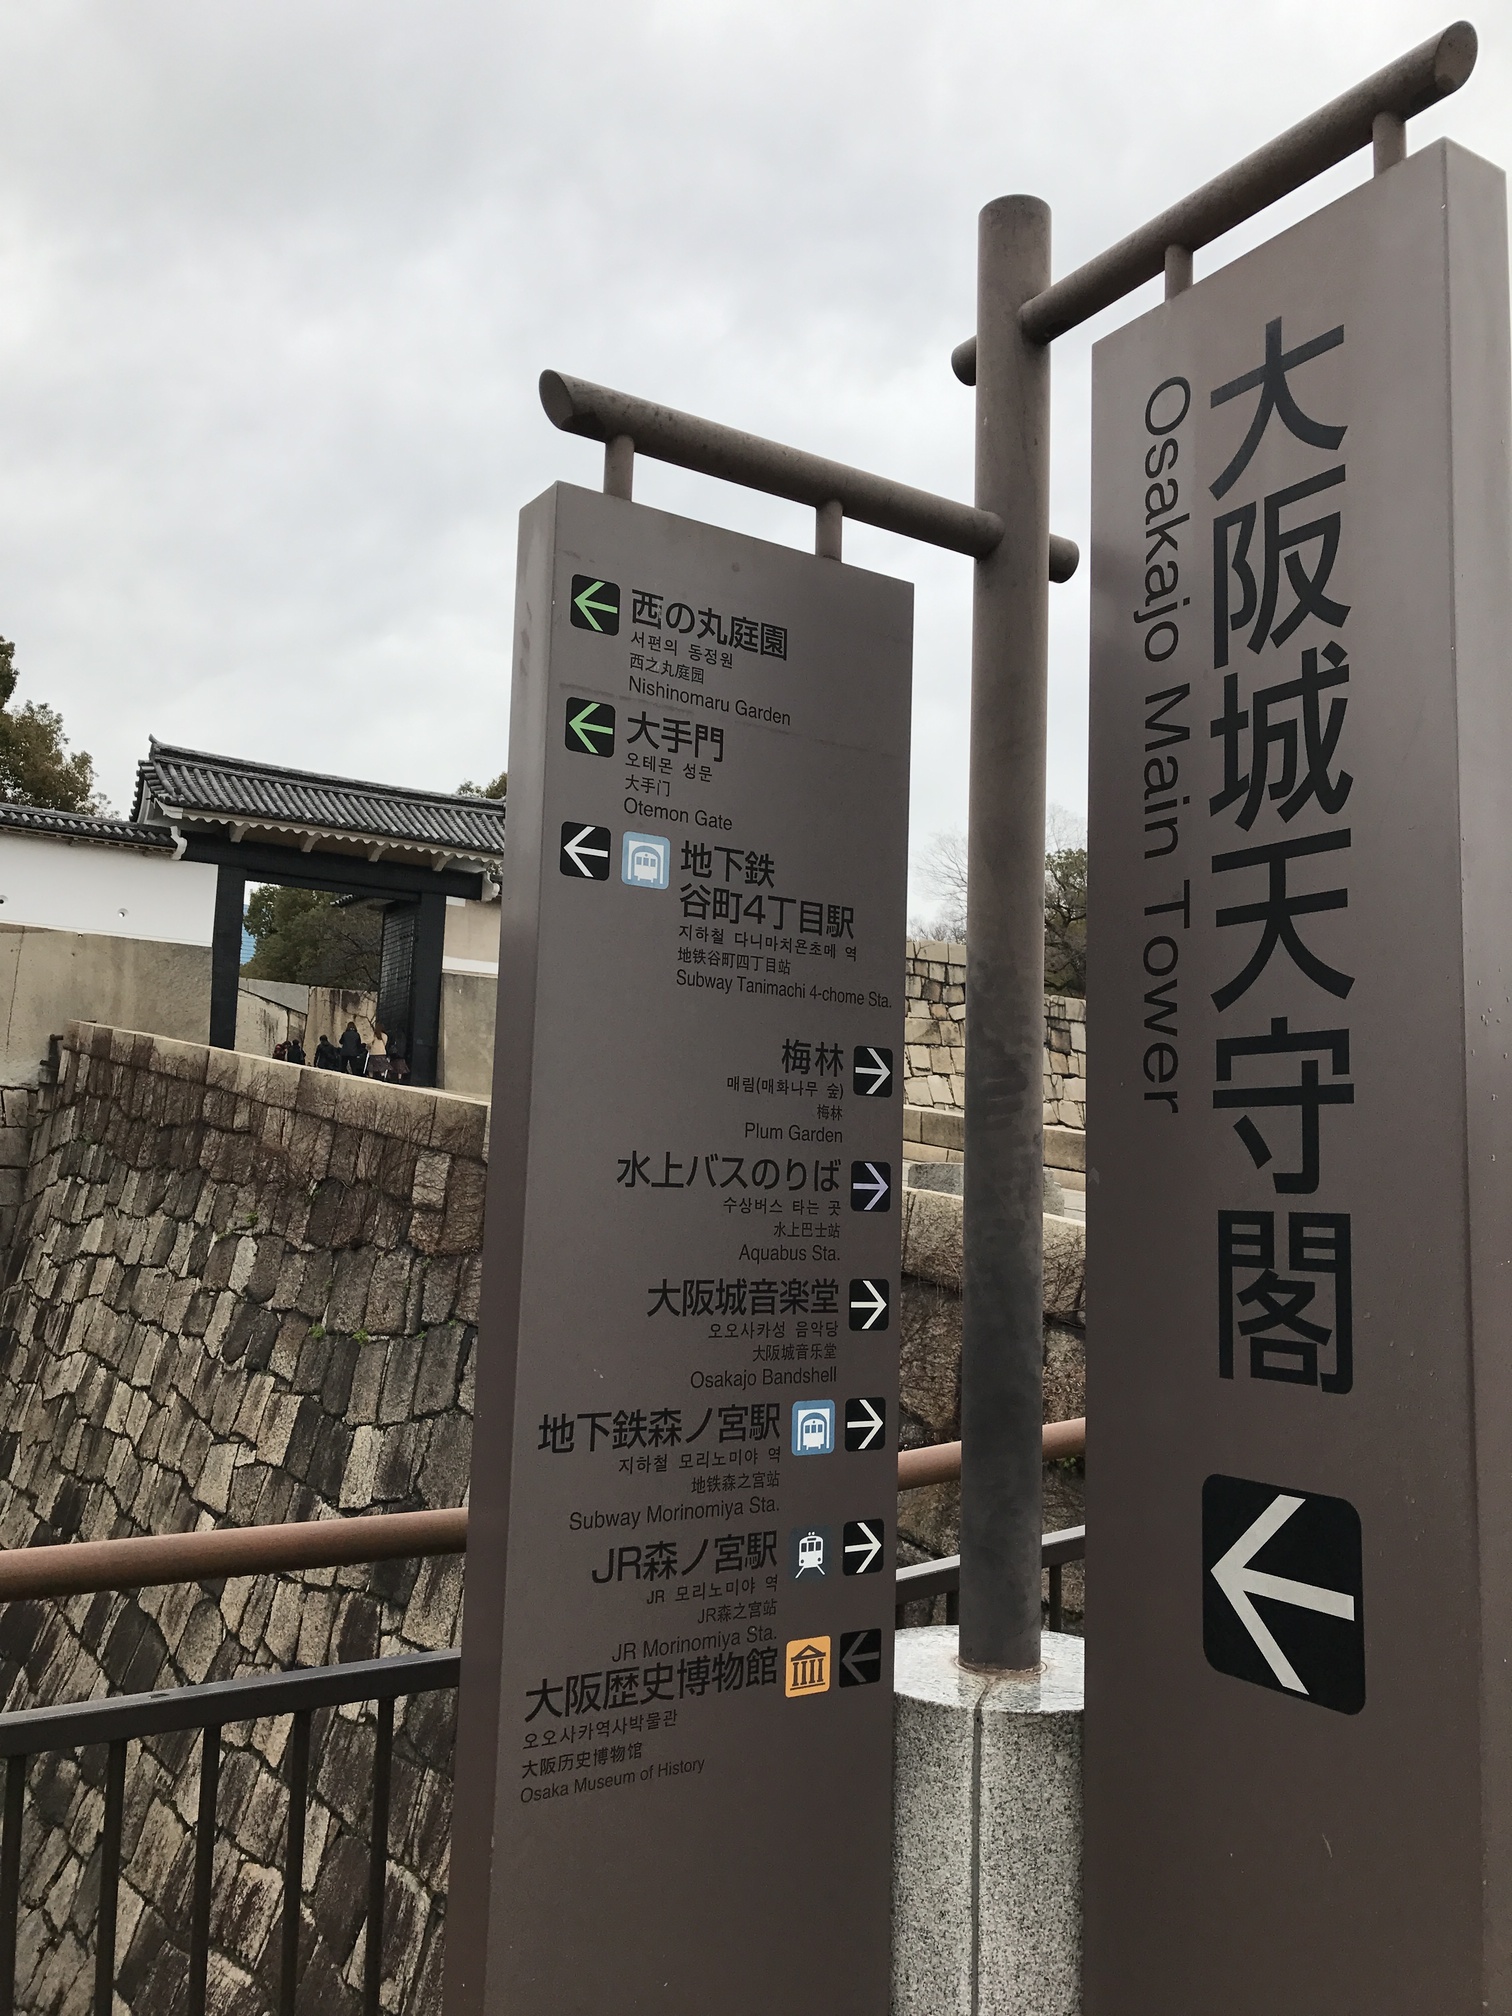 西の丸庭園
서편의 동정원
西之丸庭园
Nishinomaru Garden
大手門
오테몬 성문
大手门
Otemon Gate
地下鉄
谷町4丁目駅
지하철 다니마치욘초메 역
地铁谷町四丁目站
Subway Tanimachi 4-chome Sta.
梅林
매림(매화나무 숲)
梅林
Plum Garden
水上バスのりば
수상버스 타는 곳
水上巴士站
Aquabus Sta.
大阪城音楽堂
오오사카성 음악당
大阪城音乐堂
Osakajo Bandshell
地下鉄森ノ宮駅
지하철 모리노미야 역
地铁森之宫站
Subway Morinomiya Sta.
JR森ノ宮駅
JR 모리노미야 역
JR森之宫站
JR Morinomiya Sta.
大阪歴史博物館
오오사카역사박물관
大阪历史博物馆
Osaka Museum of History
大阪城天守閣
Osakajo Main Tower